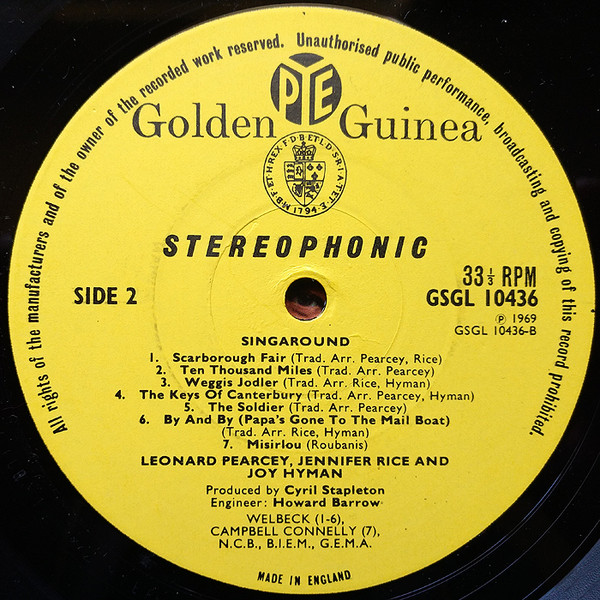 All rights of the manufacturers and of the owner of the recorded work reserved. Unauthorised public performance, broadcasting and copying of this record prohibited.
PYE
Golden Guinea
M.B.F.ET.H.REX.F.D.B.ET.L.D.S.R.I.A.T.ET.E.
1794
STEREOPHONIC
SIDE 2
33⅓ RPM
GSGL 10436
℗ 1969
GSGL 10436-B
SINGAROUND
1. Scarborough Fair (Trad. Arr. Pearcey, Rice)
2. Ten Thousand Miles (Trad. Arr. Pearcey)
3. Weggis Jodler (Trad. Arr. Rice, Hyman)
4. The Keys Of Canterbury (Trad. Arr. Pearcey, Hyman)
5. The Soldier (Trad. Arr. Pearcey)
6. By And By (Papa's Gone To The Mail Boat)
(Trad. Arr. Rice, Hyman)
7. Misirlou (Roubanis)
LEONARD PEARCEY, JENNIFER RICE AND
JOY HYMAN
Produced by Cyril Stapleton
Engineer: Howard Barrow
WELBECK (1-6),
CAMPBELL CONNELLY (7),
N.C.B., B.I.E.M., G.E.M.A.
MADE IN ENGLAND